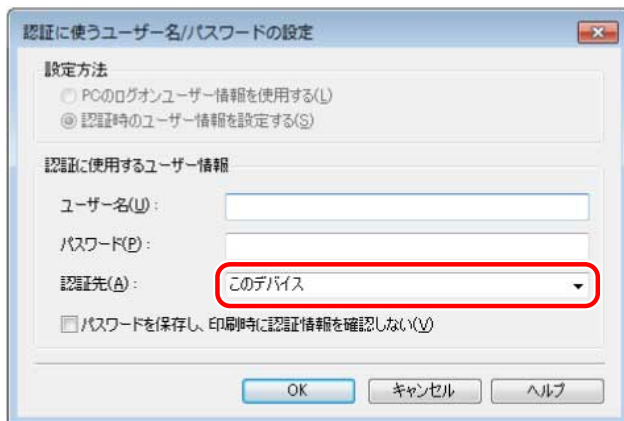 認証に使うユーザー名/パスワードの設定
設定方法
PCのログオンユーザー情報を使用する(L)
認証時のユーザー情報を設定する(S)
認証に使用するユーザー情報
ユーザー名(U):
パスワード(P):
認証先(A): このデバイス
パスワードを保存し、印刷時に認証情報を確認しない(V)
OK キャンセル ヘルプ